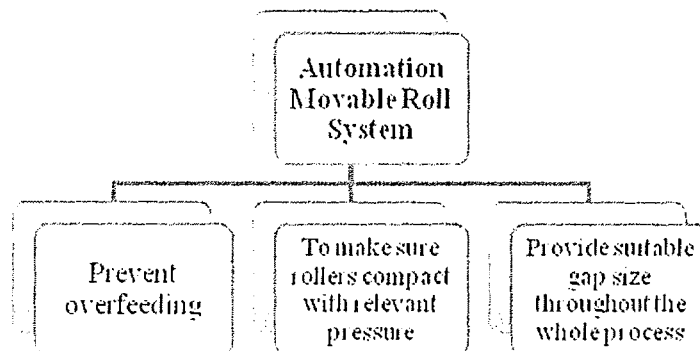 Automation
Movable Roll
System
Prevent
overfeeding
To make sure
rollers compact
with relevant
pressure
Provide suitable
gap size
throughout the
whole process